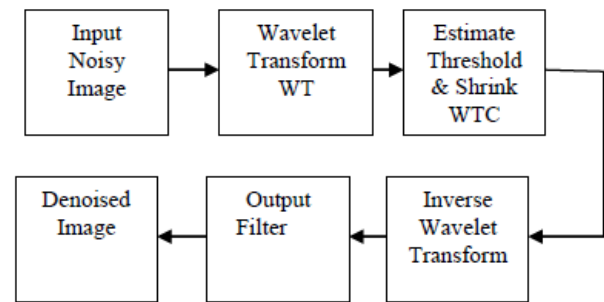 Input
Noisy
Image
Wavelet
Transform
WT
Estimate
Threshold
& Shrink
WTC
Inverse
Wavelet
Transform
Output
Filter
Denoised
Image